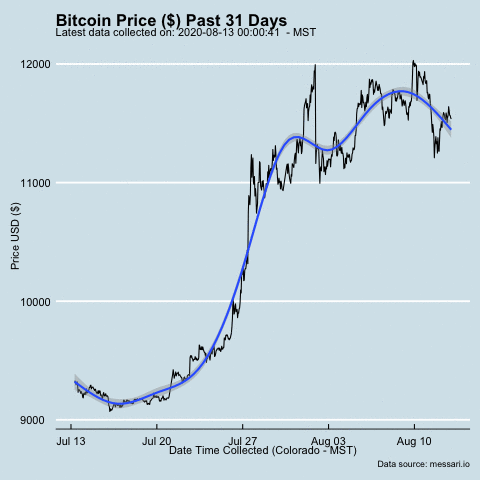 Bitcoin Price ($) Past 31 Days
Latest data collected on: 2020-08-13 00:00:41 - MST
12000
11000
10000
9000
Price USD ($)
Jul 13 Jul 20 Jul 27 Aug 03 Aug 10
Date Time Collected (Colorado - MST)
Data source: messari.io